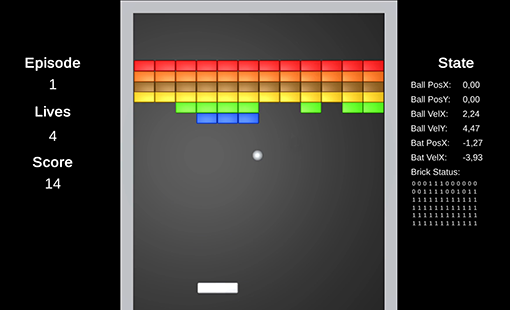 Episode
1
Lives
4
Score
14
State
Ball PosX: 0,00
Ball PosY: 0,00
Ball VelX: 2,24
Ball VelY: 4,47
Bat PosX: -1,27
Bat VelX: -3,93
Brick Status:
0 0 0 1 1 1 0 0 0 0 0 0
0 0 1 1 1 1 0 0 1 0 1 1
1 1 1 1 1 1 1 1 1 1 1 1
1 1 1 1 1 1 1 1 1 1 1 1
1 1 1 1 1 1 1 1 1 1 1 1
1 1 1 1 1 1 1 1 1 1 1 1